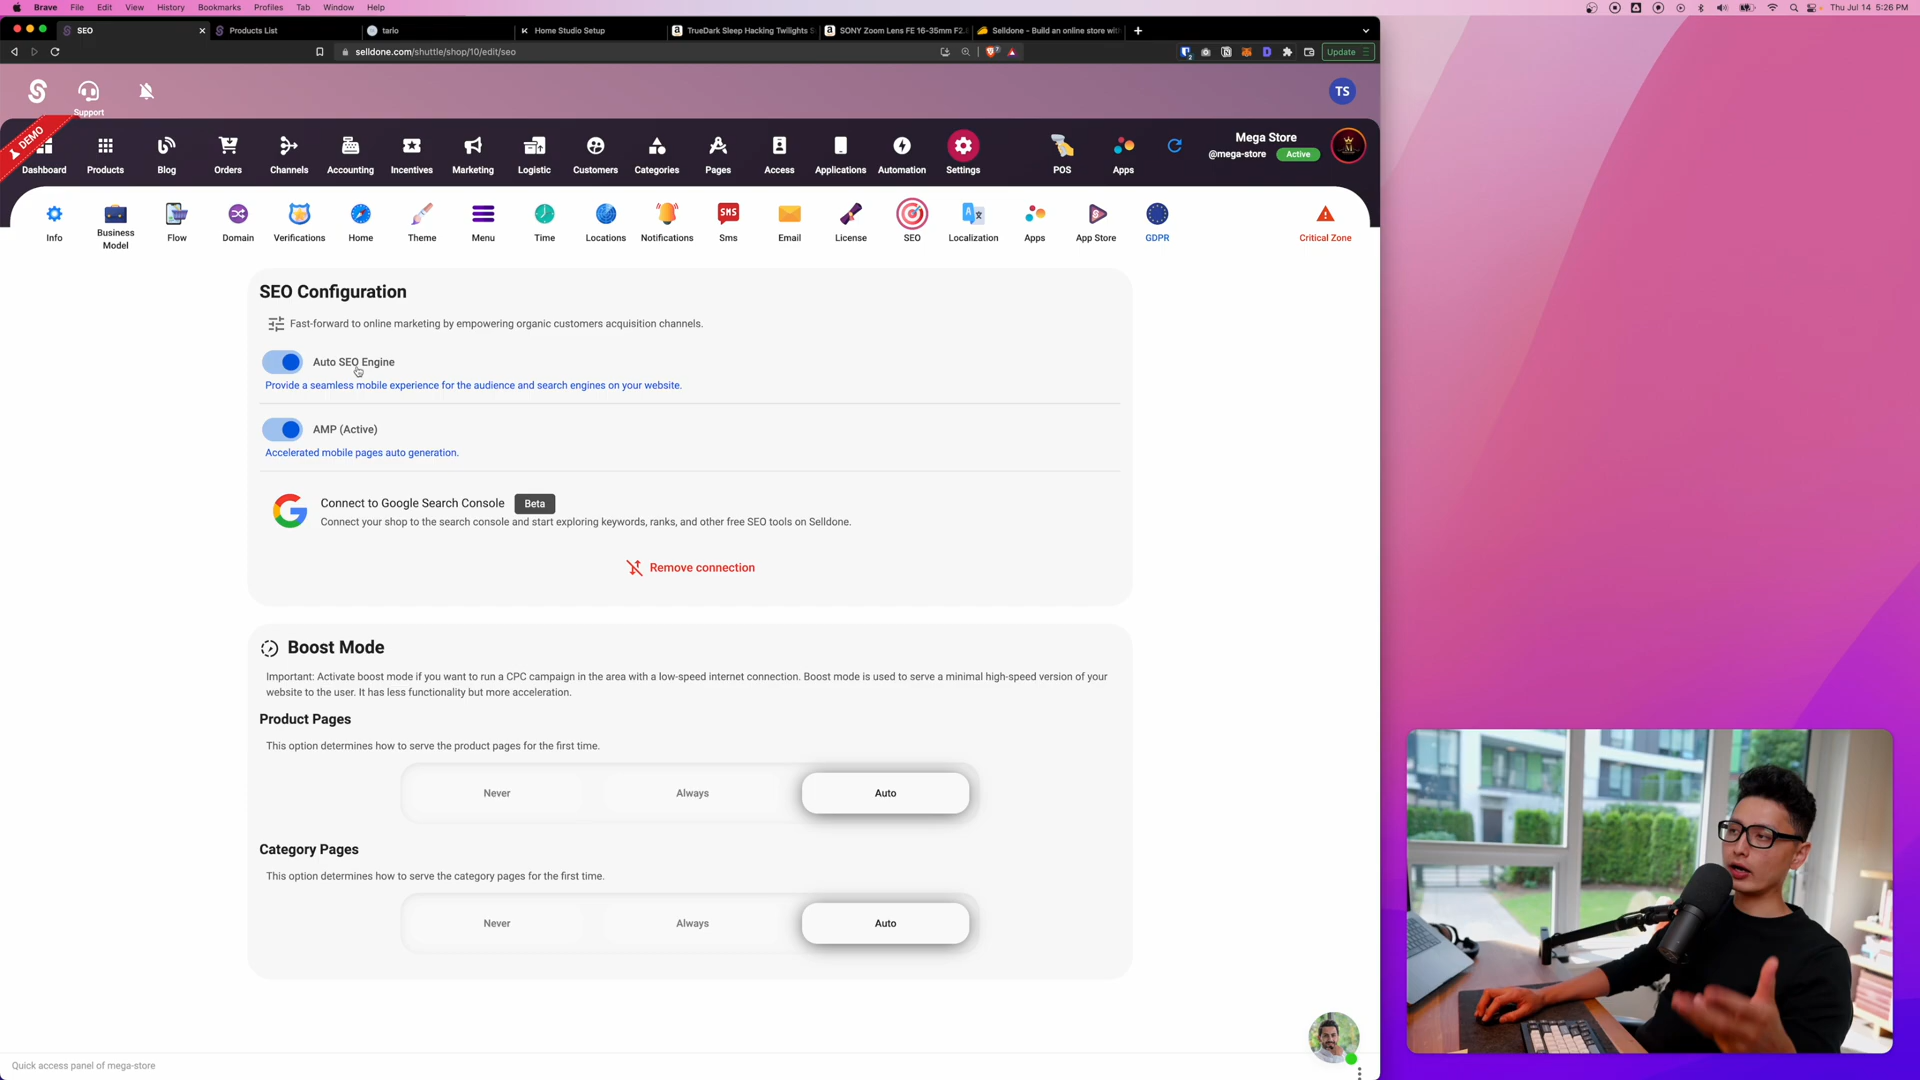 Brave File Edit View History Bookmarks Profiles Tab Window Help
Thu Jul 14 5:26 PM
SEO
Products List
tario
Home Studio Setup
TrueDark Sleep Hacking Twilights
SONY Zoom Lens FE 16-35mm F2.
Selldone - Build an online store with
selldone.com/shuttle/shop/10/edit/seo
Update
Support
TS
DEMO
Dashboard
Products
Blog
Orders
Channels
Accounting
Incentives
Marketing
Logistic
Customers
Categories
Pages
Access
Applications
Automation
Settings
POS
Apps
Mega Store
@mega-store Active
Info
Business Model
Flow
Domain
Verifications
Home
Theme
Menu
Time
Locations
Notifications
SMS
Sms
Email
License
SEO
Localization
Apps
App Store
GDPR
Critical Zone
SEO Configuration
Fast-forward to online marketing by empowering organic customers acquisition channels.
Auto SEO Engine
Provide a seamless mobile experience for the audience and search engines on your website.
AMP (Active)
Accelerated mobile pages auto generation.
Connect to Google Search Console Beta
Connect your shop to the search console and start exploring keywords, ranks, and other free SEO tools on Selldone.
Remove connection
Boost Mode
Important: Activate boost mode if you want to run a CPC campaign in the area with a low-speed internet connection. Boost mode is used to serve a minimal high-speed version of your
website to the user. It has less functionality but more acceleration.
Product Pages
This option determines how to serve the product pages for the first time.
Never Always Auto
Category Pages
This option determines how to serve the category pages for the first time.
Never Always Auto
Quick access panel of mega-store